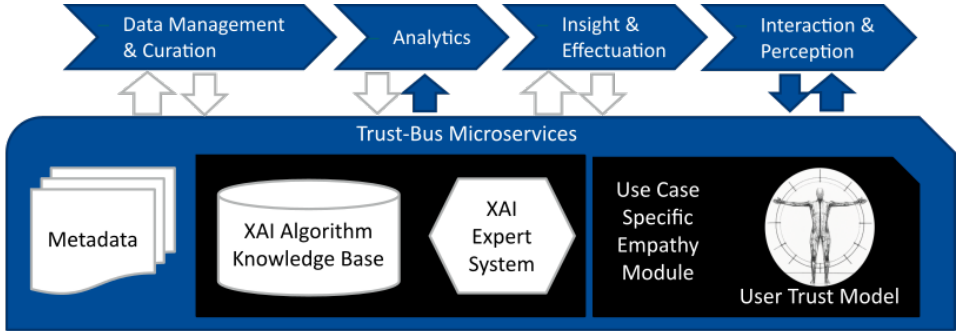 Data Management
& Curation
Analytics
Insight &
Effectuation
Interaction &
Perception
Trust-Bus Microservices
Metadata
XAI Algorithm
Knowledge Base
XAI
Expert
System
Use Case
Specific
Empathy
Module
User Trust Model